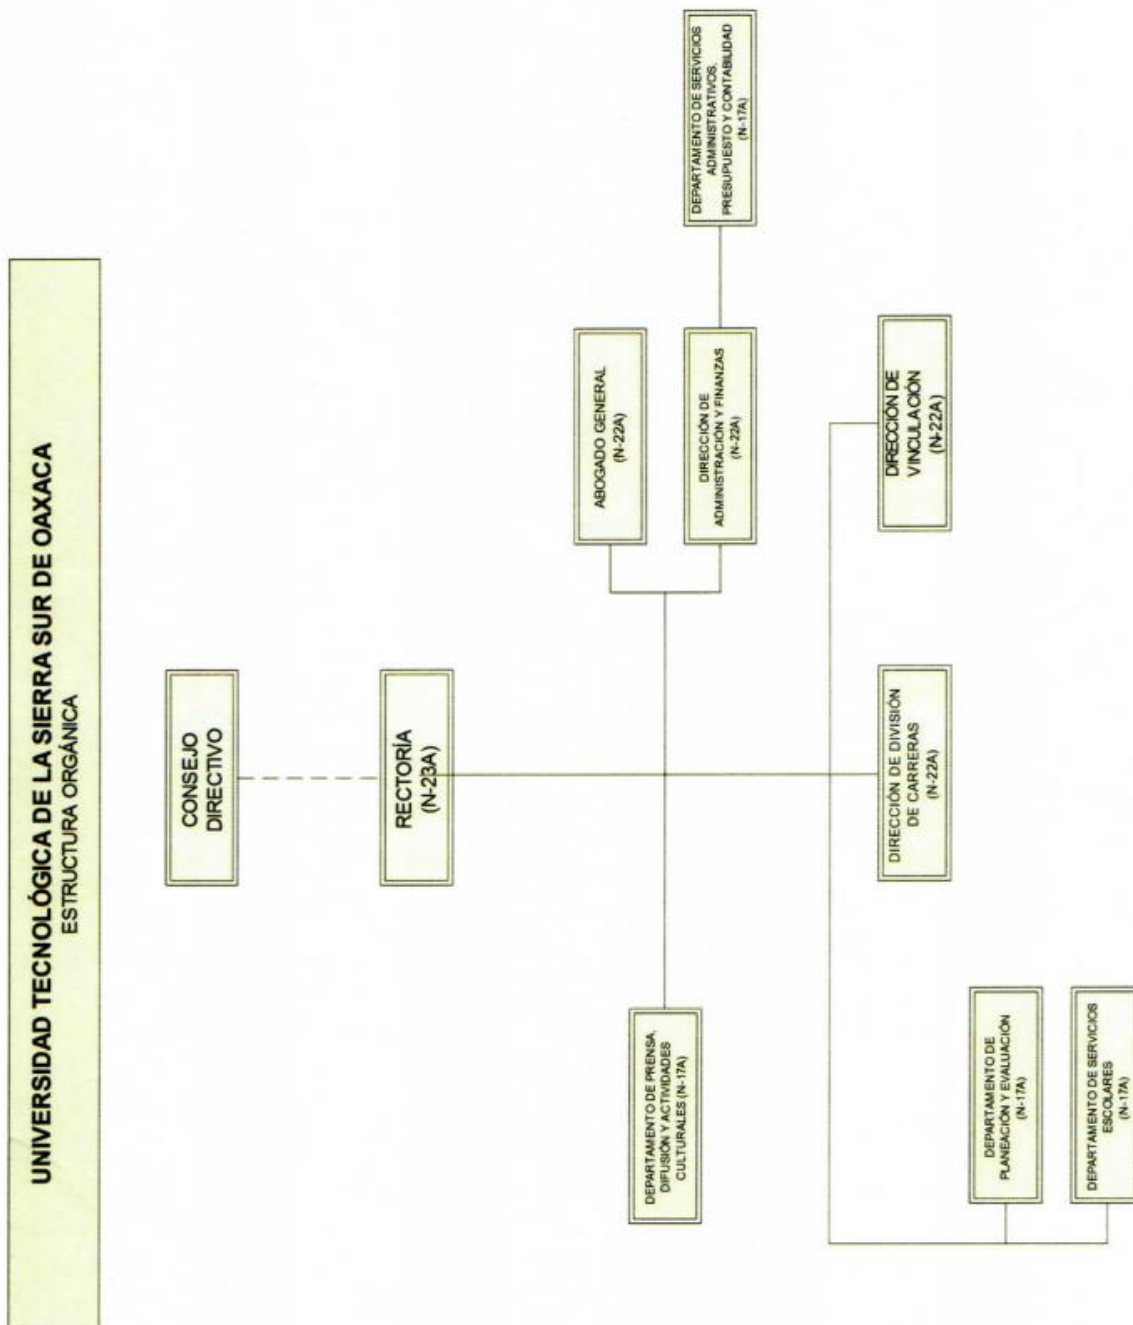 UNIVERSIDAD TECNOLÓGICA DE LA SIERRA SUR DE OAXACA
ESTRUCTURA ORGÁNICA
CONSEJO
DIRECTIVO
RECTORÍA
(N-23A)
DEPARTAMENTO DE PRENSA,
DIFUSIÓN Y ACTIVIDADES
CULTURALES (N-17A)
ABOGADO GENERAL
(N-22A)
DIRECCIÓN DE
ADMINISTRACIÓN Y FINANZAS
(N-22A)
DEPARTAMENTO DE SERVICIOS
ADMINISTRATIVOS,
PRESUPUESTO Y CONTABILIDAD
(N-17A)
DIRECCIÓN DE DIVISIÓN
DE CARRERAS
(N-22A)
DIRECCIÓN DE
VINCULACIÓN
(N-22A)
DEPARTAMENTO DE
PLANEACIÓN Y EVALUACIÓN
(N-17A)
DEPARTAMENTO DE SERVICIOS
ESCOLARES
(N-17A)